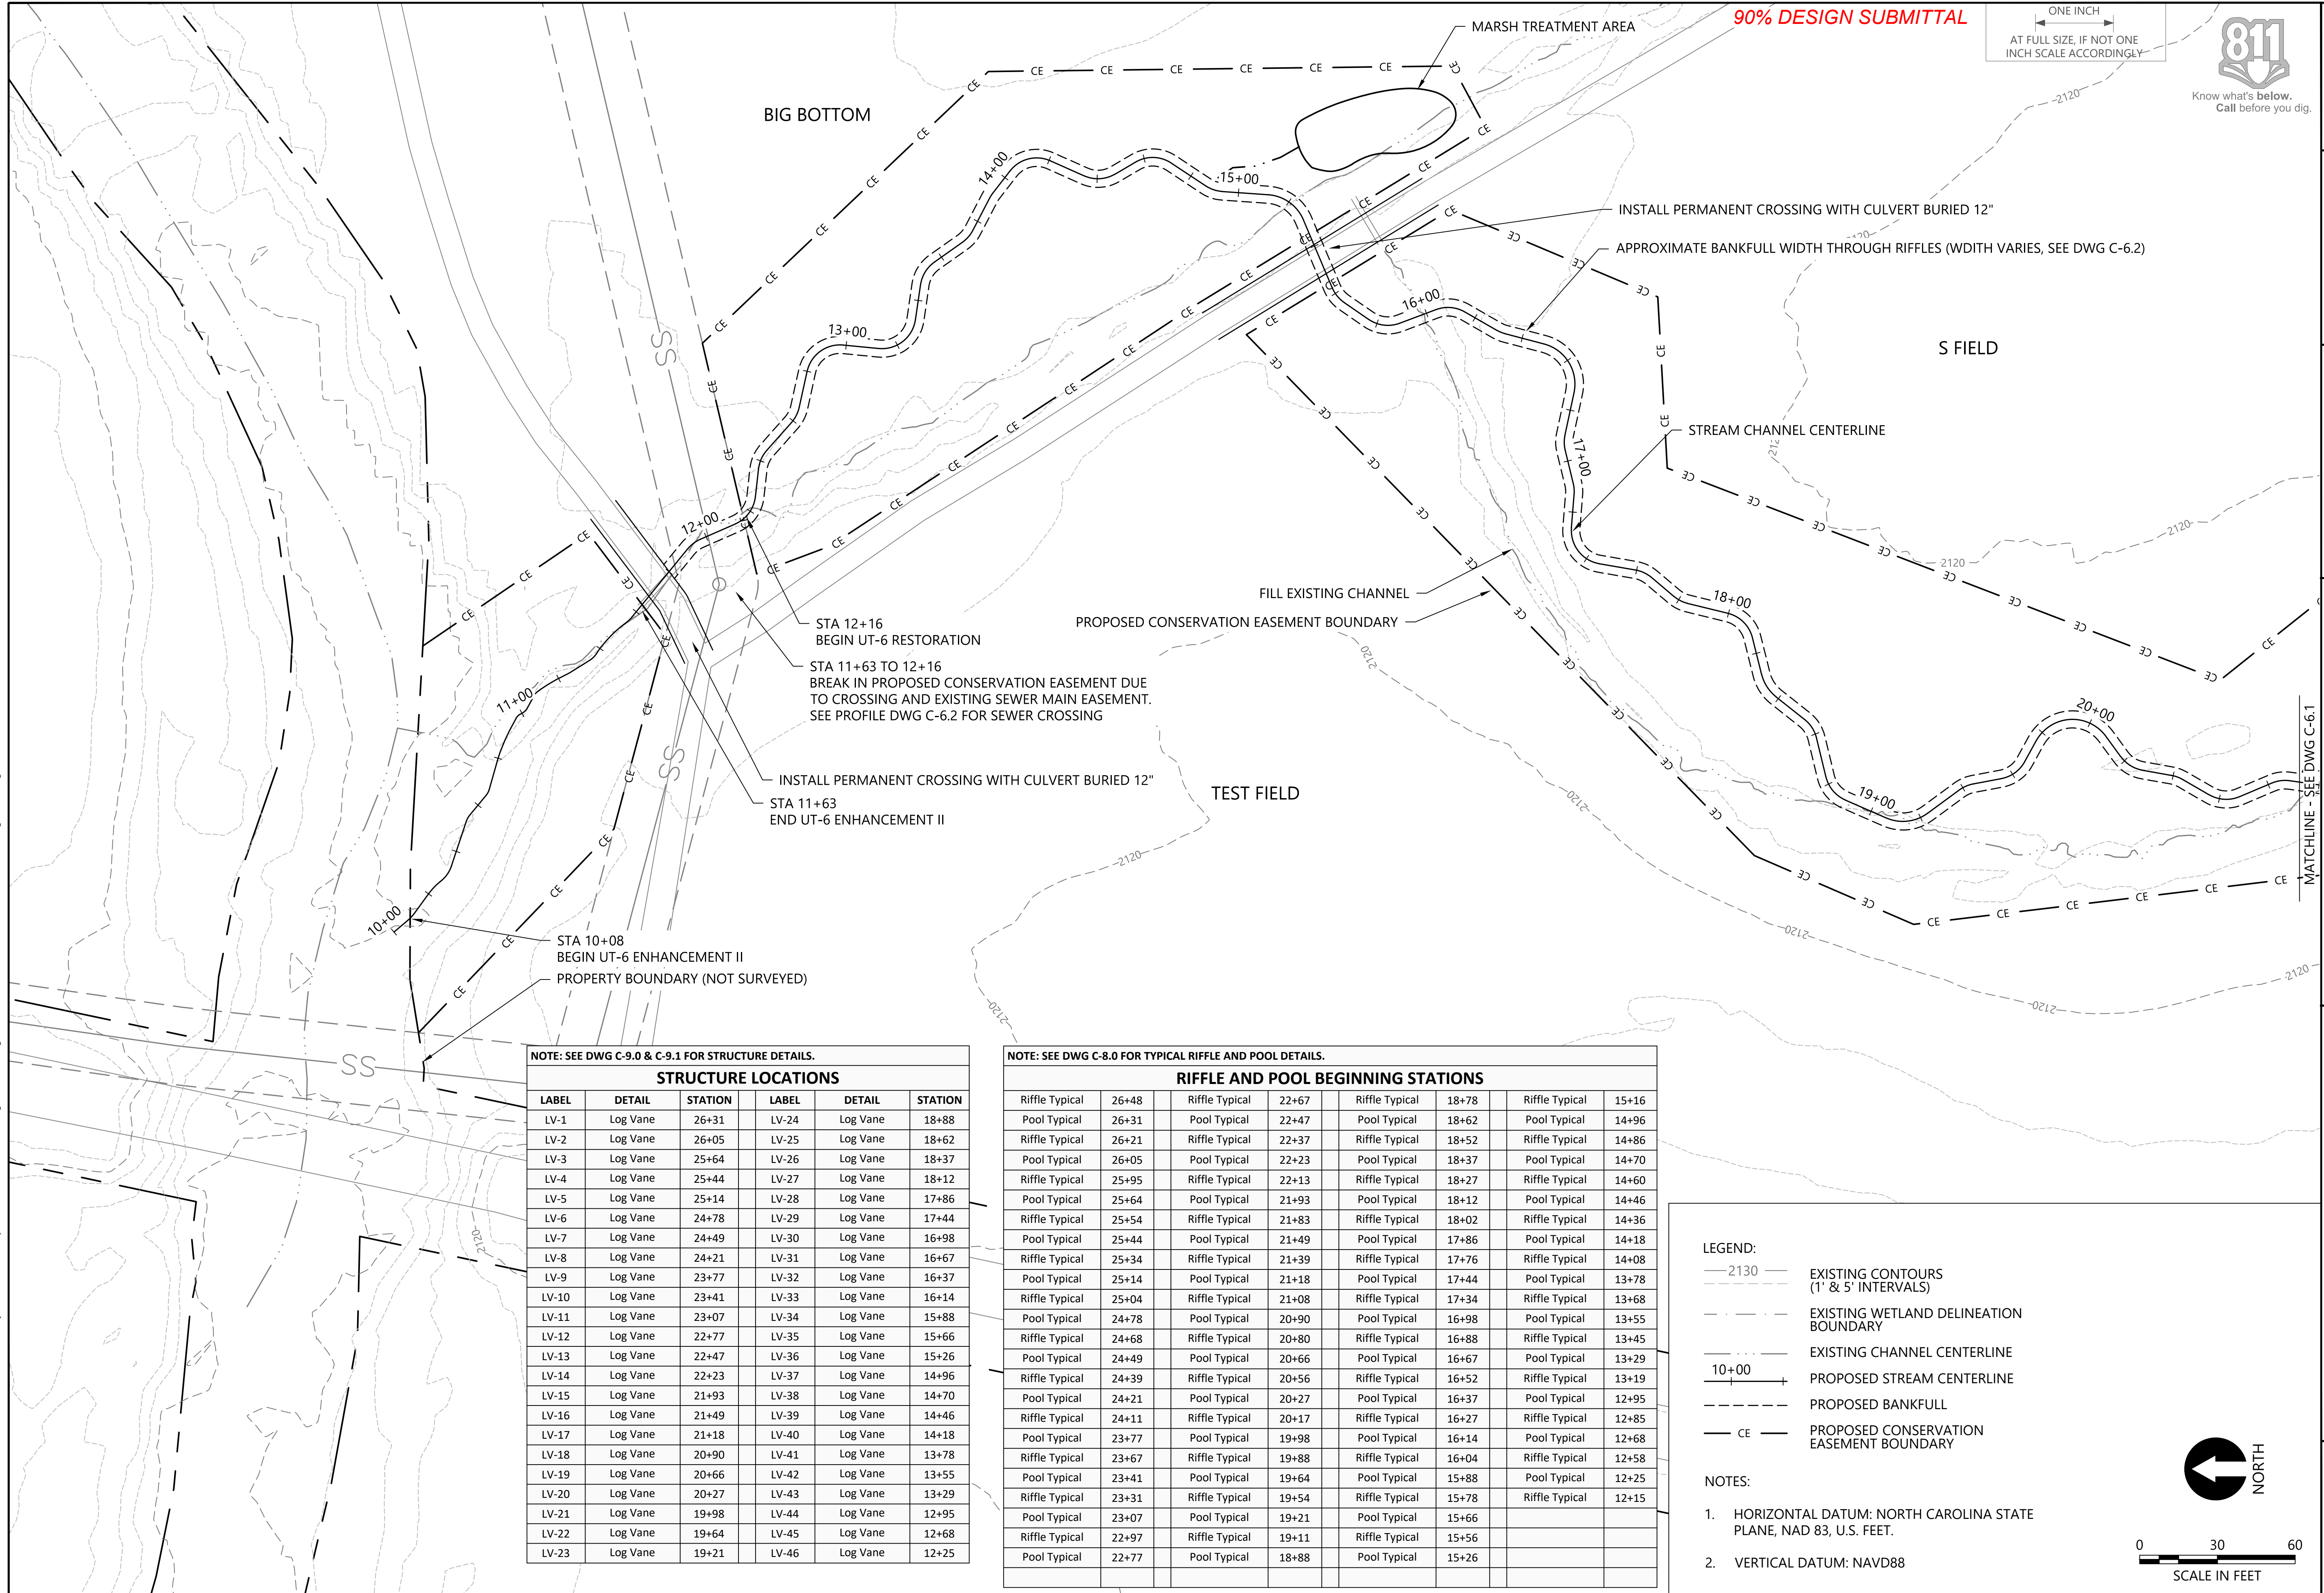 90% DESIGN SUBMITTAL
ONE INCH
AT FULL SIZE, IF NOT ONE
INCH SCALE ACCORDINGLY
811
Know what's below.
Call before you dig.
MARSH TREATMENT AREA
BIG BOTTOM
INSTALL PERMANENT CROSSING WITH CULVERT BURIED 12"
APPROXIMATE BANKFULL WIDTH THROUGH RIFFLES (WDITH VARIES, SEE DWG C-6.2)
S FIELD
STREAM CHANNEL CENTERLINE
FILL EXISTING CHANNEL
PROPOSED CONSERVATION EASEMENT BOUNDARY
STA 12+16
BEGIN UT-6 RESTORATION
STA 11+63 TO 12+16
BREAK IN PROPOSED CONSERVATION EASEMENT DUE
TO CROSSING AND EXISTING SEWER MAIN EASEMENT.
SEE PROFILE DWG C-6.2 FOR SEWER CROSSING
INSTALL PERMANENT CROSSING WITH CULVERT BURIED 12"
STA 11+63
END UT-6 ENHANCEMENT II
TEST FIELD
STA 10+08
BEGIN UT-6 ENHANCEMENT II
PROPERTY BOUNDARY (NOT SURVEYED)
MATCHLINE - SEE DWG C-6.1
10+00
11+00
12+00
13+00
14+00
15+00
16+00
17+00
18+00
19+00
20+00
CE
SS
2120
NOTE: SEE DWG C-9.0 & C-9.1 FOR STRUCTURE DETAILS.
STRUCTURE LOCATIONS
LABEL DETAIL STATION LABEL DETAIL STATION
LV-1 Log Vane 26+31 LV-24 Log Vane 18+88
LV-2 Log Vane 26+05 LV-25 Log Vane 18+62
LV-3 Log Vane 25+64 LV-26 Log Vane 18+37
LV-4 Log Vane 25+44 LV-27 Log Vane 18+12
LV-5 Log Vane 25+14 LV-28 Log Vane 17+86
LV-6 Log Vane 24+78 LV-29 Log Vane 17+44
LV-7 Log Vane 24+49 LV-30 Log Vane 16+98
LV-8 Log Vane 24+21 LV-31 Log Vane 16+67
LV-9 Log Vane 23+77 LV-32 Log Vane 16+37
LV-10 Log Vane 23+41 LV-33 Log Vane 16+14
LV-11 Log Vane 23+07 LV-34 Log Vane 15+88
LV-12 Log Vane 22+77 LV-35 Log Vane 15+66
LV-13 Log Vane 22+47 LV-36 Log Vane 15+26
LV-14 Log Vane 22+23 LV-37 Log Vane 14+96
LV-15 Log Vane 21+93 LV-38 Log Vane 14+70
LV-16 Log Vane 21+49 LV-39 Log Vane 14+46
LV-17 Log Vane 21+18 LV-40 Log Vane 14+18
LV-18 Log Vane 20+90 LV-41 Log Vane 13+78
LV-19 Log Vane 20+66 LV-42 Log Vane 13+55
LV-20 Log Vane 20+27 LV-43 Log Vane 13+29
LV-21 Log Vane 19+98 LV-44 Log Vane 12+95
LV-22 Log Vane 19+64 LV-45 Log Vane 12+68
LV-23 Log Vane 19+21 LV-46 Log Vane 12+25
NOTE: SEE DWG C-8.0 FOR TYPICAL RIFFLE AND POOL DETAILS.
RIFFLE AND POOL BEGINNING STATIONS
Riffle Typical 26+48 Riffle Typical 22+67 Riffle Typical 18+78 Riffle Typical 15+16
Pool Typical 26+31 Pool Typical 22+47 Pool Typical 18+62 Pool Typical 14+96
Riffle Typical 26+21 Riffle Typical 22+37 Riffle Typical 18+52 Riffle Typical 14+86
Pool Typical 26+05 Pool Typical 22+23 Pool Typical 18+37 Pool Typical 14+70
Riffle Typical 25+95 Riffle Typical 22+13 Riffle Typical 18+27 Riffle Typical 14+60
Pool Typical 25+64 Pool Typical 21+93 Pool Typical 18+12 Pool Typical 14+46
Riffle Typical 25+54 Riffle Typical 21+83 Riffle Typical 18+02 Riffle Typical 14+36
Pool Typical 25+44 Pool Typical 21+49 Pool Typical 17+86 Pool Typical 14+18
Riffle Typical 25+34 Riffle Typical 21+39 Riffle Typical 17+76 Riffle Typical 14+08
Pool Typical 25+14 Pool Typical 21+18 Pool Typical 17+44 Pool Typical 13+78
Riffle Typical 25+04 Riffle Typical 21+08 Riffle Typical 17+34 Riffle Typical 13+68
Pool Typical 24+78 Pool Typical 20+90 Pool Typical 16+98 Pool Typical 13+55
Riffle Typical 24+68 Riffle Typical 20+80 Riffle Typical 16+88 Riffle Typical 13+45
Pool Typical 24+49 Pool Typical 20+66 Pool Typical 16+67 Pool Typical 13+29
Riffle Typical 24+39 Riffle Typical 20+56 Riffle Typical 16+52 Riffle Typical 13+19
Pool Typical 24+21 Pool Typical 20+27 Pool Typical 16+37 Pool Typical 12+95
Riffle Typical 24+11 Riffle Typical 20+17 Riffle Typical 16+27 Riffle Typical 12+85
Pool Typical 23+77 Pool Typical 19+98 Pool Typical 16+14 Pool Typical 12+68
Riffle Typical 23+67 Riffle Typical 19+88 Riffle Typical 16+04 Riffle Typical 12+58
Pool Typical 23+41 Pool Typical 19+64 Pool Typical 15+88 Pool Typical 12+25
Riffle Typical 23+31 Riffle Typical 19+54 Riffle Typical 15+78 Riffle Typical 12+15
Pool Typical 23+07 Pool Typical 19+21 Pool Typical 15+66
Riffle Typical 22+97 Riffle Typical 19+11 Riffle Typical 15+56
Pool Typical 22+77 Pool Typical 18+88 Pool Typical 15+26
LEGEND:
2130 EXISTING CONTOURS
(1' & 5' INTERVALS)
EXISTING WETLAND DELINEATION
BOUNDARY
EXISTING CHANNEL CENTERLINE
10+00 PROPOSED STREAM CENTERLINE
PROPOSED BANKFULL
CE PROPOSED CONSERVATION
EASEMENT BOUNDARY
NOTES:
1. HORIZONTAL DATUM: NORTH CAROLINA STATE
PLANE, NAD 83, U.S. FEET.
2. VERTICAL DATUM: NAVD88
NORTH
0 30 60
SCALE IN FEET